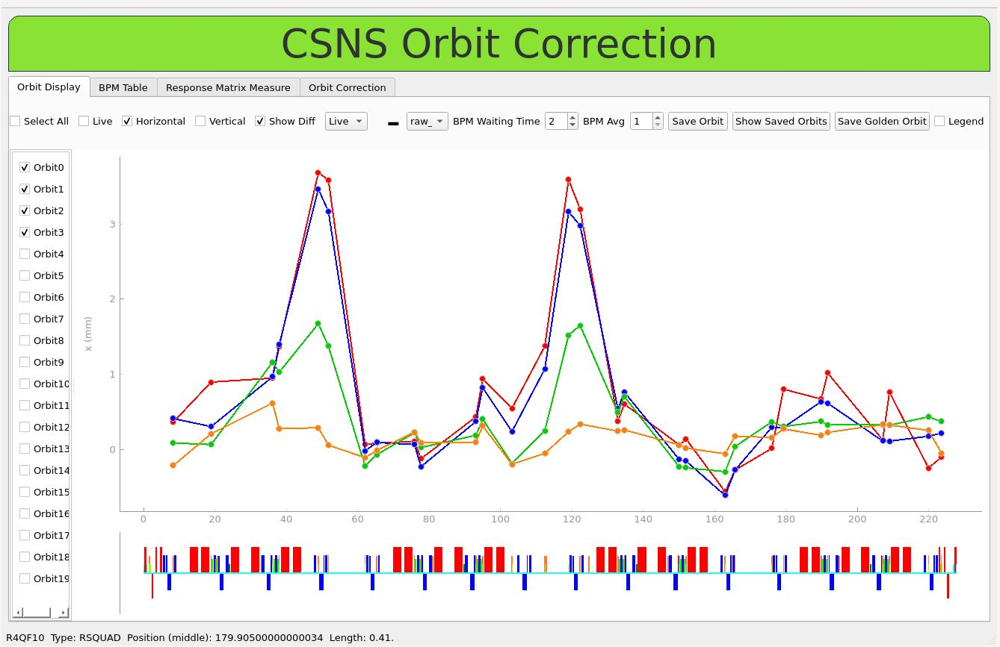 CSNS Orbit Correction
Orbit Display BPM Table Response Matrix Measure Orbit Correction
Select All Live Horizontal Vertical Show Diff Live raw_ BPM Waiting Time 2 BPM Avg 1 Save Orbit Show Saved Orbits Save Golden Orbit Legend
Orbit0
Orbit1
Orbit2
Orbit3
Orbit4
Orbit5
Orbit6
Orbit7
Orbit8
Orbit9
Orbit10
Orbit11
Orbit12
Orbit13
Orbit14
Orbit15
Orbit16
Orbit17
Orbit18
Orbit19
x (mm)
3
2
1
0
0 20 40 60 80 100 120 140 160 180 200 220
R4QF10 Type: RSQUAD Position (middle): 179.90500000000034 Length: 0.41.